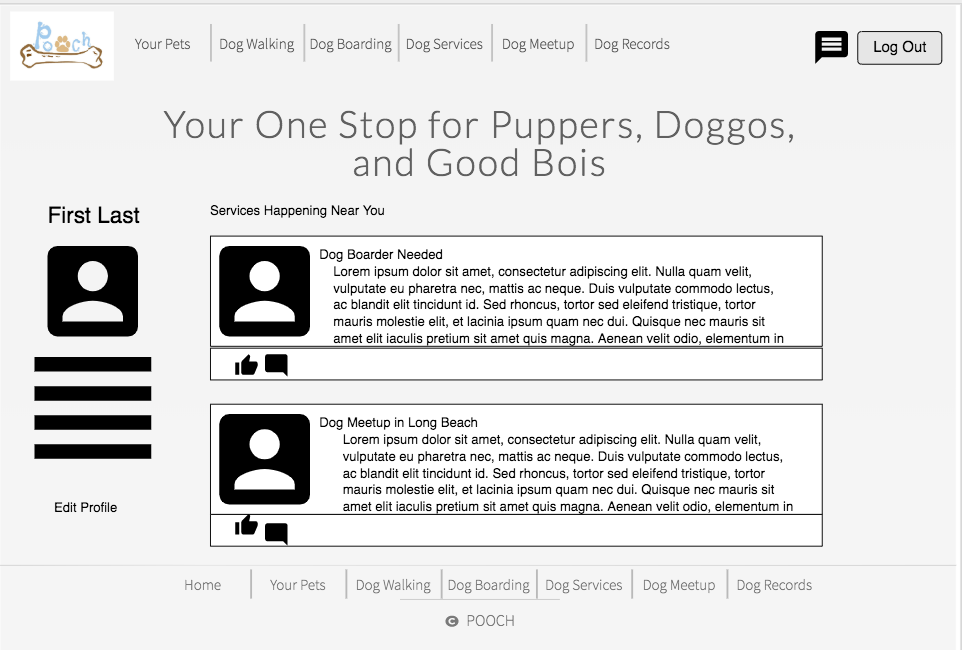 Pooch
Your Pets
Dog Walking
Dog Boarding
Dog Services
Dog Meetup
Dog Records
Log Out
Your One Stop for Puppers, Doggos,
and Good Bois
First Last
Edit Profile
Services Happening Near You
Dog Boarder Needed
Lorem ipsum dolor sit amet, consectetur adipiscing elit. Nulla quam velit,
vulputate eu pharetra nec, mattis ac neque. Duis vulputate commodo lectus,
ac blandit elit tincidunt id. Sed rhoncus, tortor sed eleifend tristique, tortor
mauris molestie elit, et lacinia ipsum quam nec dui. Quisque nec mauris sit
amet elit iaculis pretium sit amet quis magna. Aenean velit odio, elementum in
Dog Meetup in Long Beach
Lorem ipsum dolor sit amet, consectetur adipiscing elit. Nulla quam velit,
vulputate eu pharetra nec, mattis ac neque. Duis vulputate commodo lectus,
ac blandit elit tincidunt id. Sed rhoncus, tortor sed eleifend tristique, tortor
mauris molestie elit, et lacinia ipsum quam nec dui. Quisque nec mauris sit
amet elit iaculis pretium sit amet quis magna. Aenean velit odio, elementum in
Home
Your Pets
Dog Walking
Dog Boarding
Dog Services
Dog Meetup
Dog Records
© POOCH